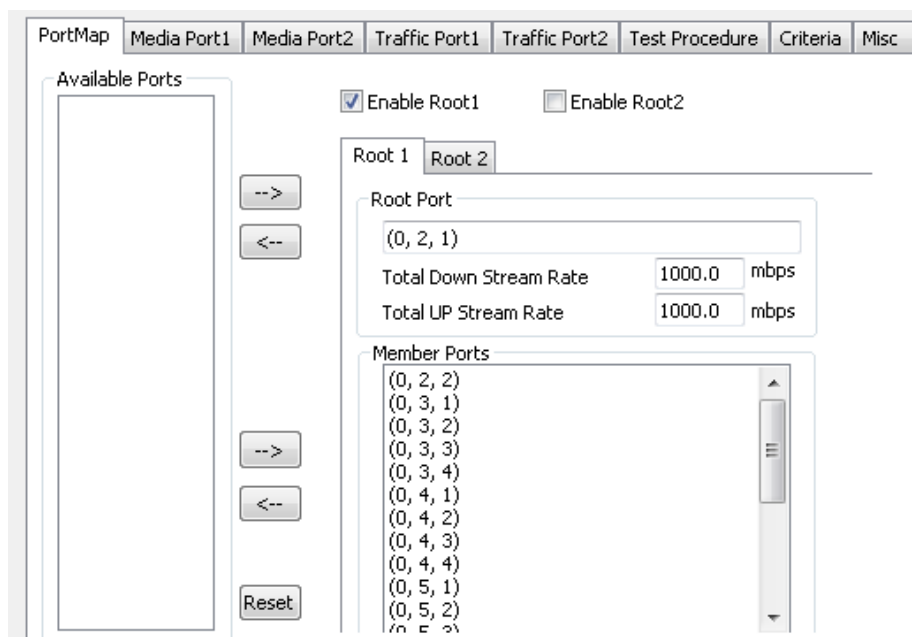 PortMap Media Port1 Media Port2 Traffic Port1 Traffic Port2 Test Procedure Criteria Misc
Available Ports
Enable Root1 Enable Root2
Root 1 Root 2
-->
<--
Root Port
(0, 2, 1)
Total Down Stream Rate 1000.0 mbps
Total UP Stream Rate 1000.0 mbps
Member Ports
(0, 2, 2)
(0, 3, 1)
(0, 3, 2)
(0, 3, 3)
(0, 3, 4)
(0, 4, 1)
(0, 4, 2)
(0, 4, 3)
(0, 4, 4)
(0, 5, 1)
(0, 5, 2)
(0, 5, 3)
-->
<--
Reset